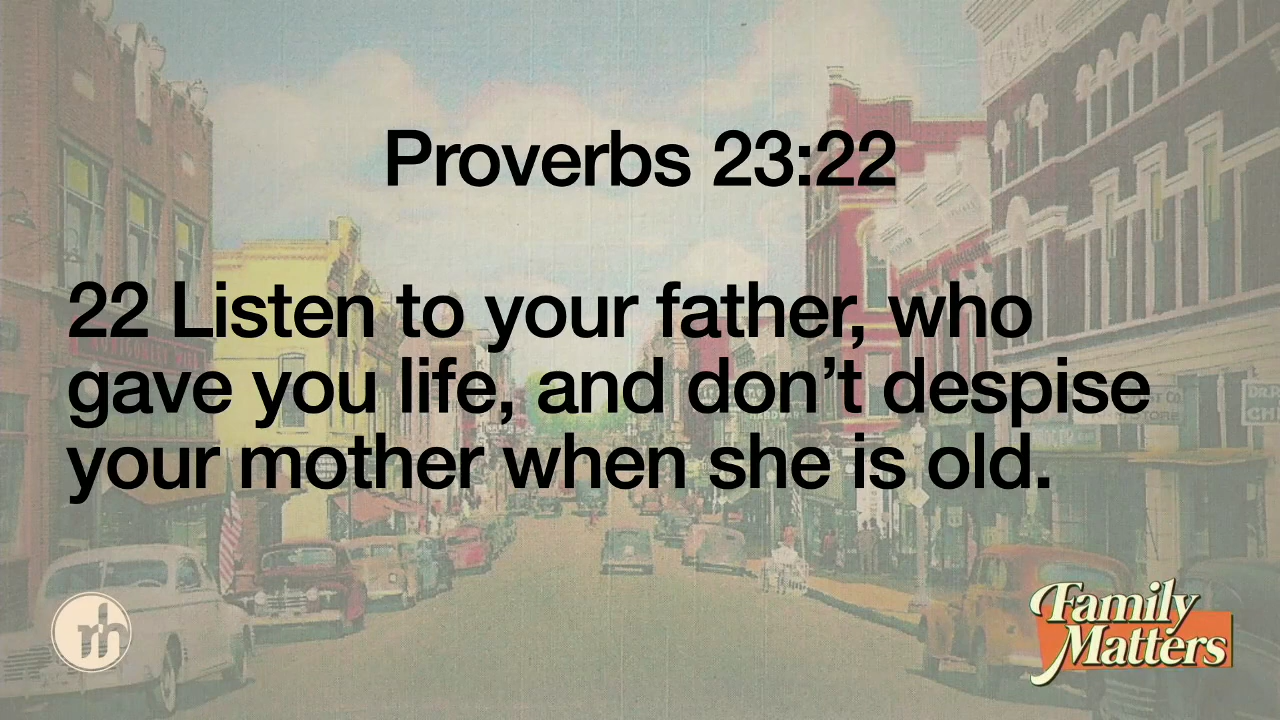 Proverbs 23:22
22 Listen to your father, who
gave you life, and don’t despise
your mother when she is old.
rh
Family
Matters